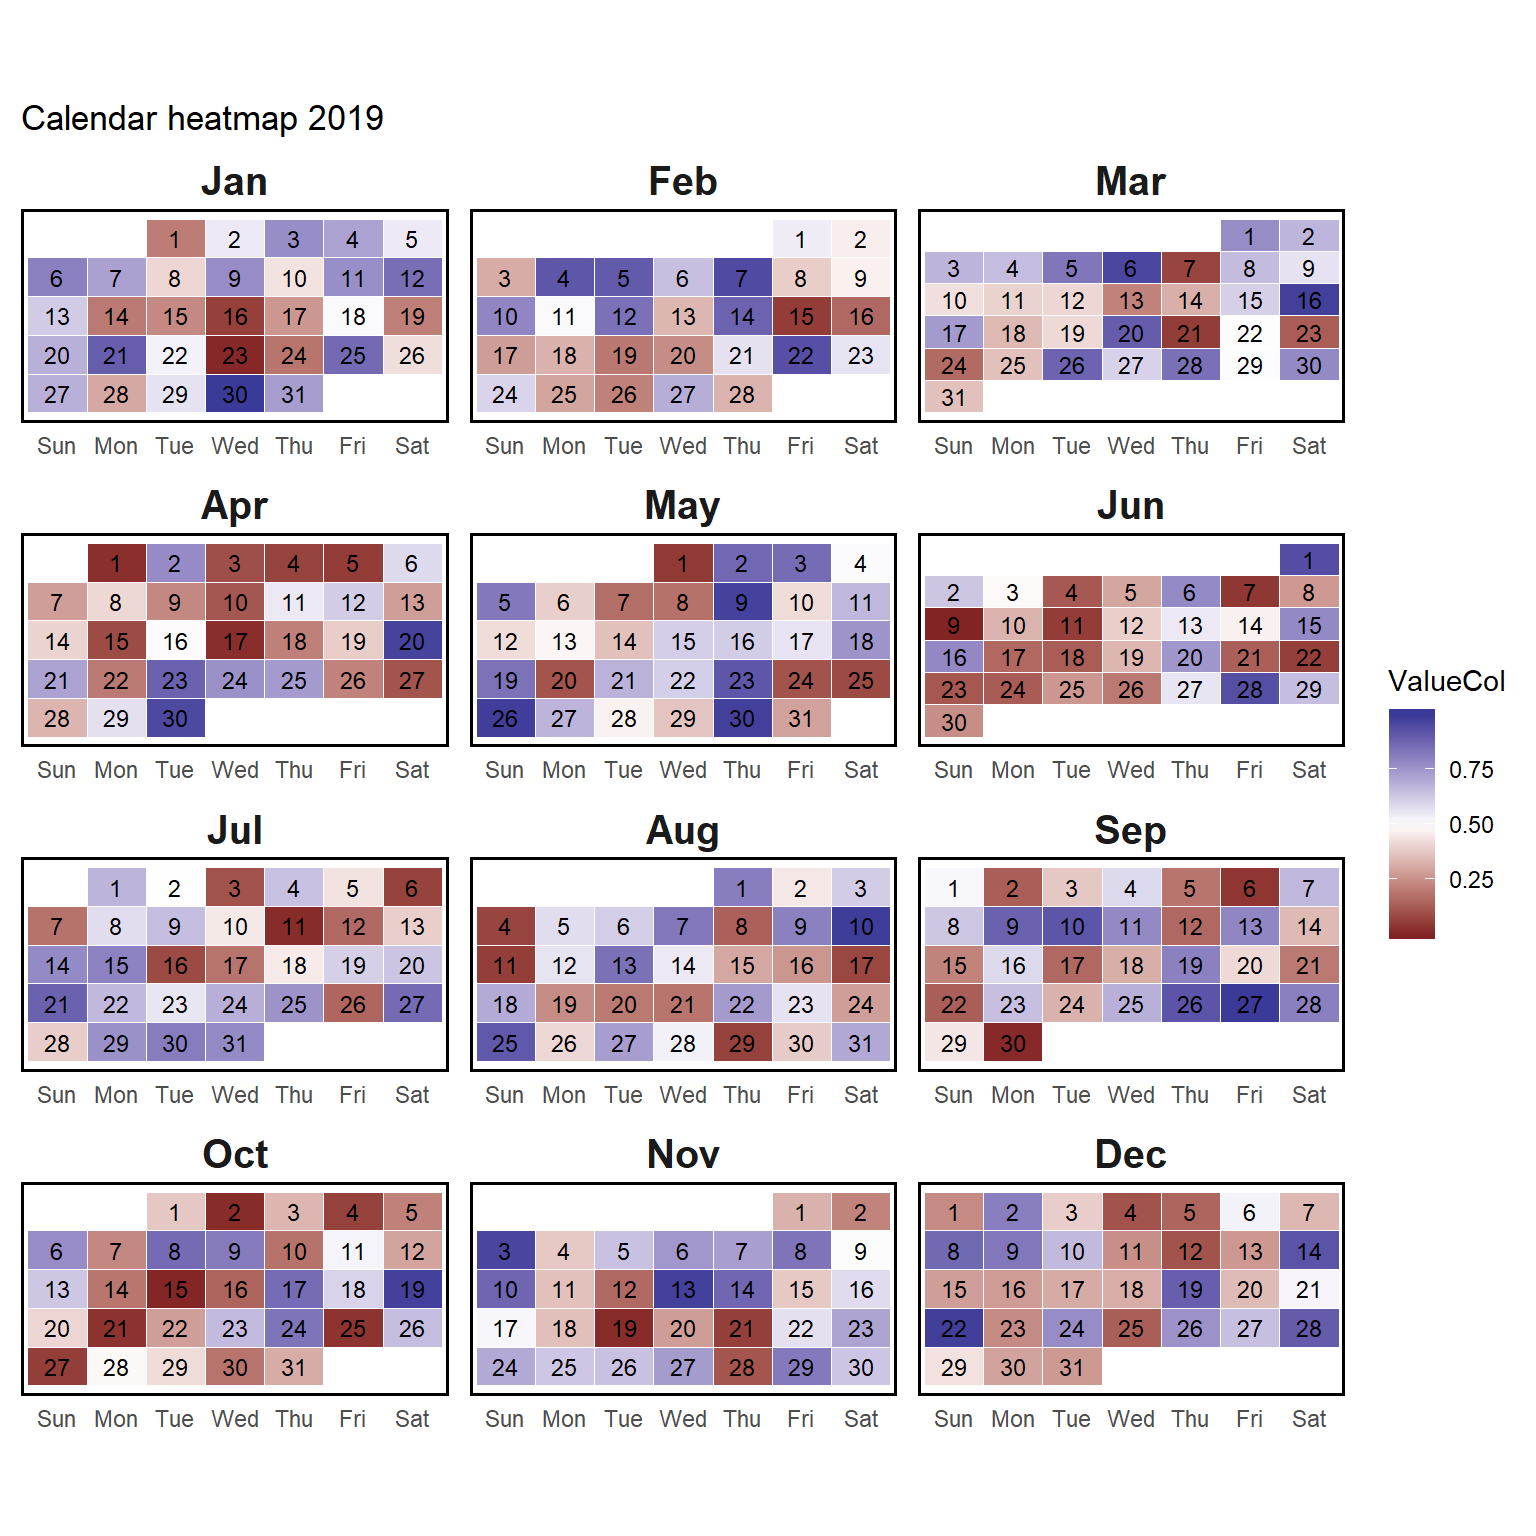 Calendar heatmap 2019
Jan Feb Mar
1 2 3 4 5 1 2 1 2
6 7 8 9 10 11 12 3 4 5 6 7 8 9 3 4 5 6 7 8 9
13 14 15 16 17 18 19 10 11 12 13 14 15 16 10 11 12 13 14 15 16
20 21 22 23 24 25 26 17 18 19 20 21 22 23 17 18 19 20 21 22 23
27 28 29 30 31 24 25 26 27 28 24 25 26 27 28 29 30
31
Sun Mon Tue Wed Thu Fri Sat Sun Mon Tue Wed Thu Fri Sat Sun Mon Tue Wed Thu Fri Sat
Apr May Jun
1 2 3 4 5 6 1 2 3 4 1
7 8 9 10 11 12 13 5 6 7 8 9 10 11 2 3 4 5 6 7 8
14 15 16 17 18 19 20 12 13 14 15 16 17 18 9 10 11 12 13 14 15
21 22 23 24 25 26 27 19 20 21 22 23 24 25 16 17 18 19 20 21 22
28 29 30 26 27 28 29 30 31 23 24 25 26 27 28 29
30
Sun Mon Tue Wed Thu Fri Sat Sun Mon Tue Wed Thu Fri Sat Sun Mon Tue Wed Thu Fri Sat
Jul Aug Sep
1 2 3 4 5 6 1 2 3 1 2 3 4 5 6 7
7 8 9 10 11 12 13 4 5 6 7 8 9 10 8 9 10 11 12 13 14
14 15 16 17 18 19 20 11 12 13 14 15 16 17 15 16 17 18 19 20 21
21 22 23 24 25 26 27 18 19 20 21 22 23 24 22 23 24 25 26 27 28
28 29 30 31 25 26 27 28 29 30 31 29 30
Sun Mon Tue Wed Thu Fri Sat Sun Mon Tue Wed Thu Fri Sat Sun Mon Tue Wed Thu Fri Sat
Oct Nov Dec
1 2 3 4 5 1 2 1 2 3 4 5 6 7
6 7 8 9 10 11 12 3 4 5 6 7 8 9 8 9 10 11 12 13 14
13 14 15 16 17 18 19 10 11 12 13 14 15 16 15 16 17 18 19 20 21
20 21 22 23 24 25 26 17 18 19 20 21 22 23 22 23 24 25 26 27 28
27 28 29 30 31 24 25 26 27 28 29 30 29 30 31
Sun Mon Tue Wed Thu Fri Sat Sun Mon Tue Wed Thu Fri Sat Sun Mon Tue Wed Thu Fri Sat
ValueCol
0.75
0.50
0.25